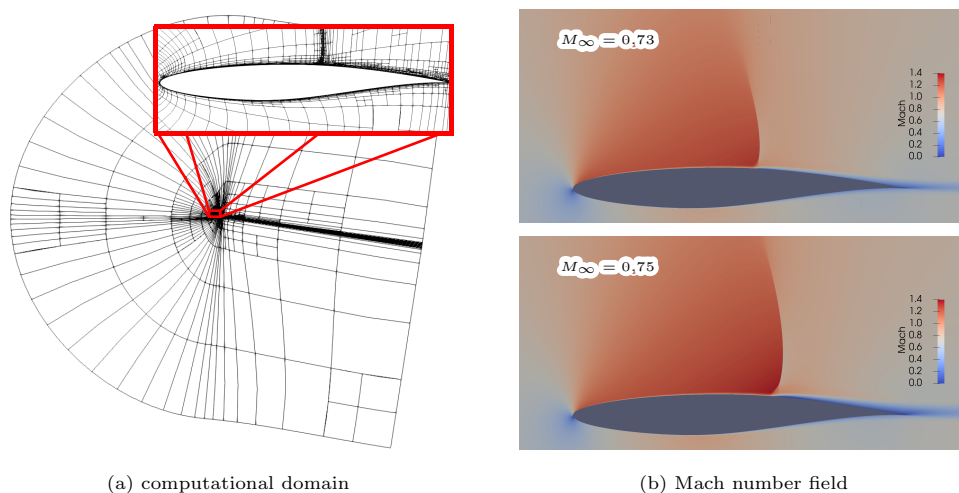 M∞ = 0,73
1.4
1.2
1.0
0.8
0.6
0.4
0.2
0.0
Mach
M∞ = 0,75
1.4
1.2
1.0
0.8
0.6
0.4
0.2
0.0
Mach
(a) computational domain
(b) Mach number field